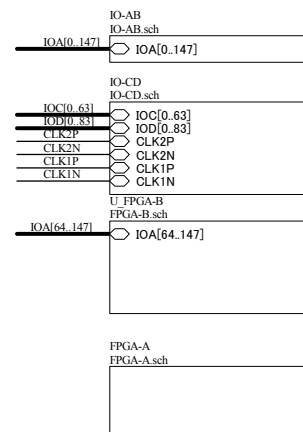 IO-AB
IO-AB.sch
IOA[0..147]
IOA[0..147]
IO-CD
IO-CD.sch
IOC[0..63] IOC[0..63]
IOD[0..83] IOD[0..83]
CLK2P CLK2P
CLK2N CLK2N
CLK1P CLK1P
CLK1N CLK1N
U_FPGA-B
FPGA-B.sch
IOA[64..147] IOA[64..147]
FPGA-A
FPGA-A.sch